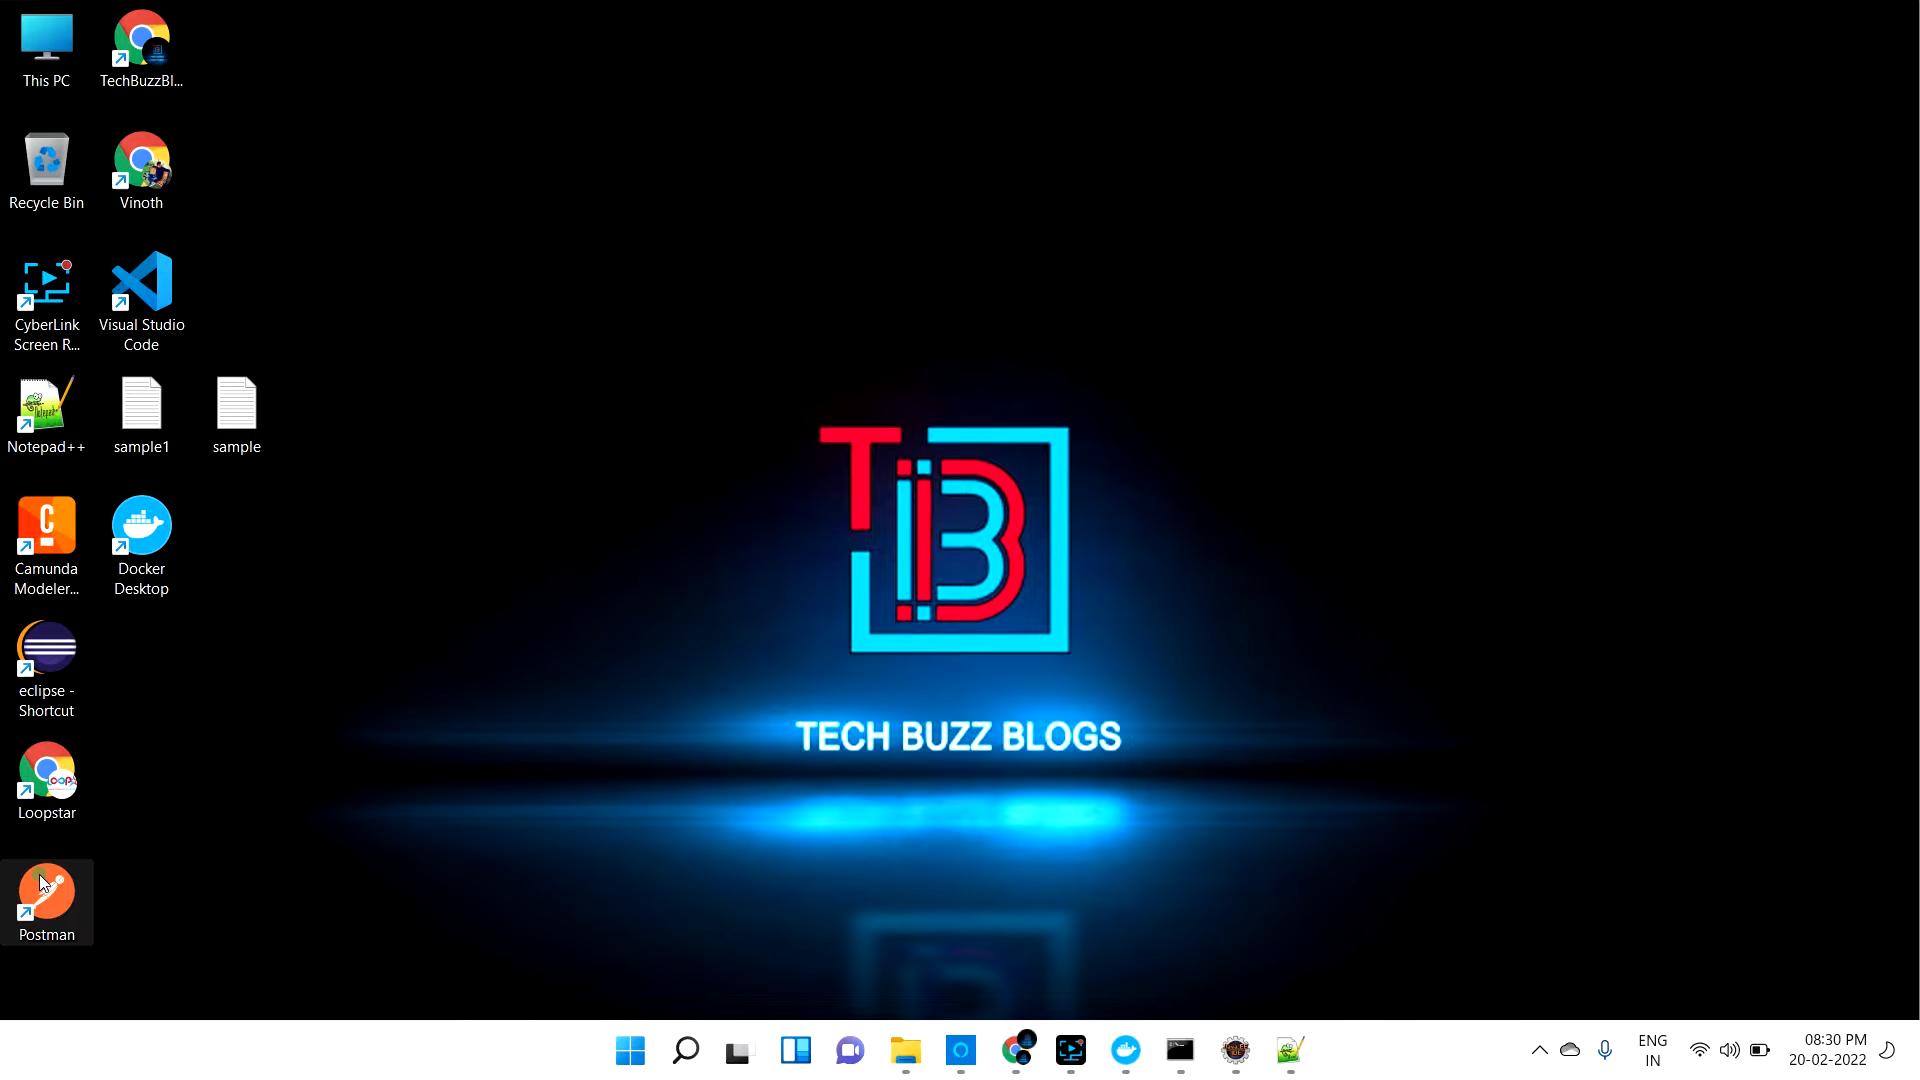 This PC
TechBuzzBl...
Recycle Bin
Vinoth
CyberLink
Screen R...
Visual Studio
Code
Notepad++
sample1
sample
Camunda
Modeler...
Docker
Desktop
eclipse -
Shortcut
Loopstar
Postman
TECH BUZZ BLOGS
ENG
IN
08:30 PM
20-02-2022